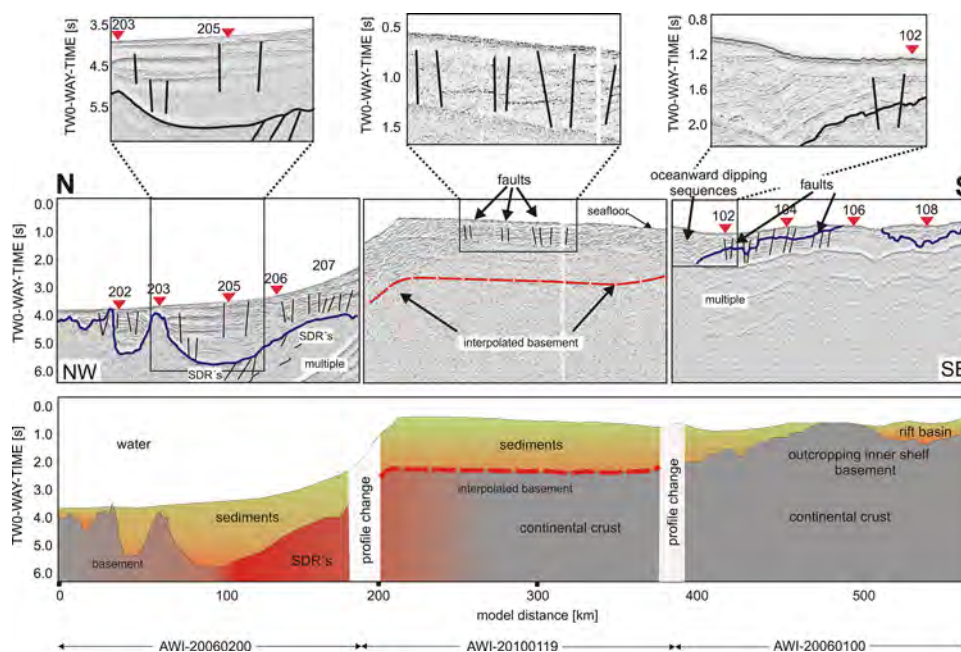 203
205
3.5
4.5
5.5
TWO-WAY-TIME [s]
0.5
1.0
1.5
TWO-WAY-TIME [s]
0.8
1.2
1.6
2.0
TWO-WAY-TIME [s]
102
N
S
0.0
1.0
2.0
3.0
4.0
5.0
6.0
TWO-WAY-TIME [s]
202
203
205
206
207
SDR's
SDR's
multiple
NW
faults
seafloor
interpolated basement
oceanward dipping
sequences
faults
102
104
106
108
multiple
SE
0.0
1.0
2.0
3.0
4.0
5.0
6.0
TWO-WAY-TIME [s]
water
sediments
basement
SDR's
profile change
sediments
interpolated basement
continental crust
profile change
rift basin
outcropping inner shelf
basement
continental crust
0
100
200
300
400
500
model distance [km]
AWI-20060200
AWI-20100119
AWI-20060100